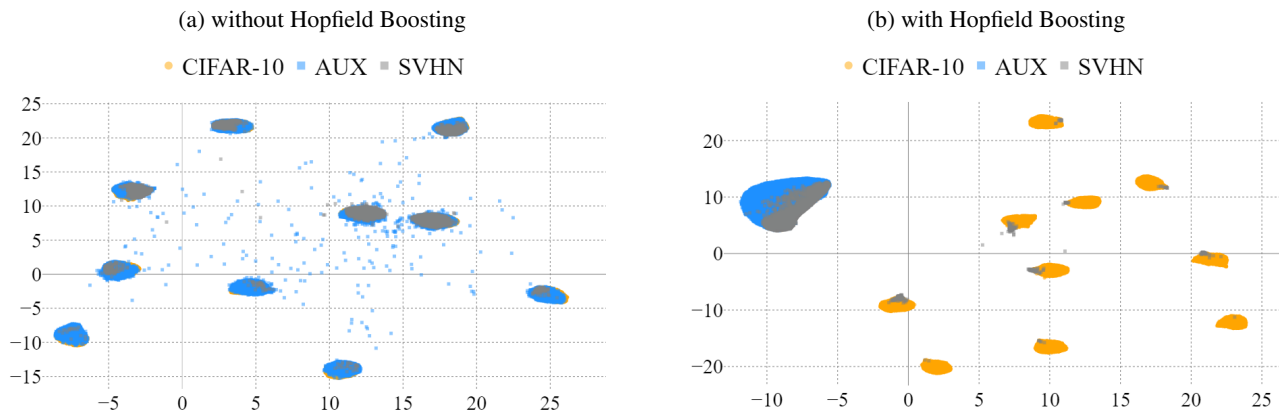 (a) without Hopfield Boosting
CIFAR-10 AUX SVHN
25
20
15
10
5
0
−5
−10
−15
−5 0 5 10 15 20 25
(b) with Hopfield Boosting
CIFAR-10 AUX SVHN
20
10
0
−10
−20
−10 −5 0 5 10 15 20 25